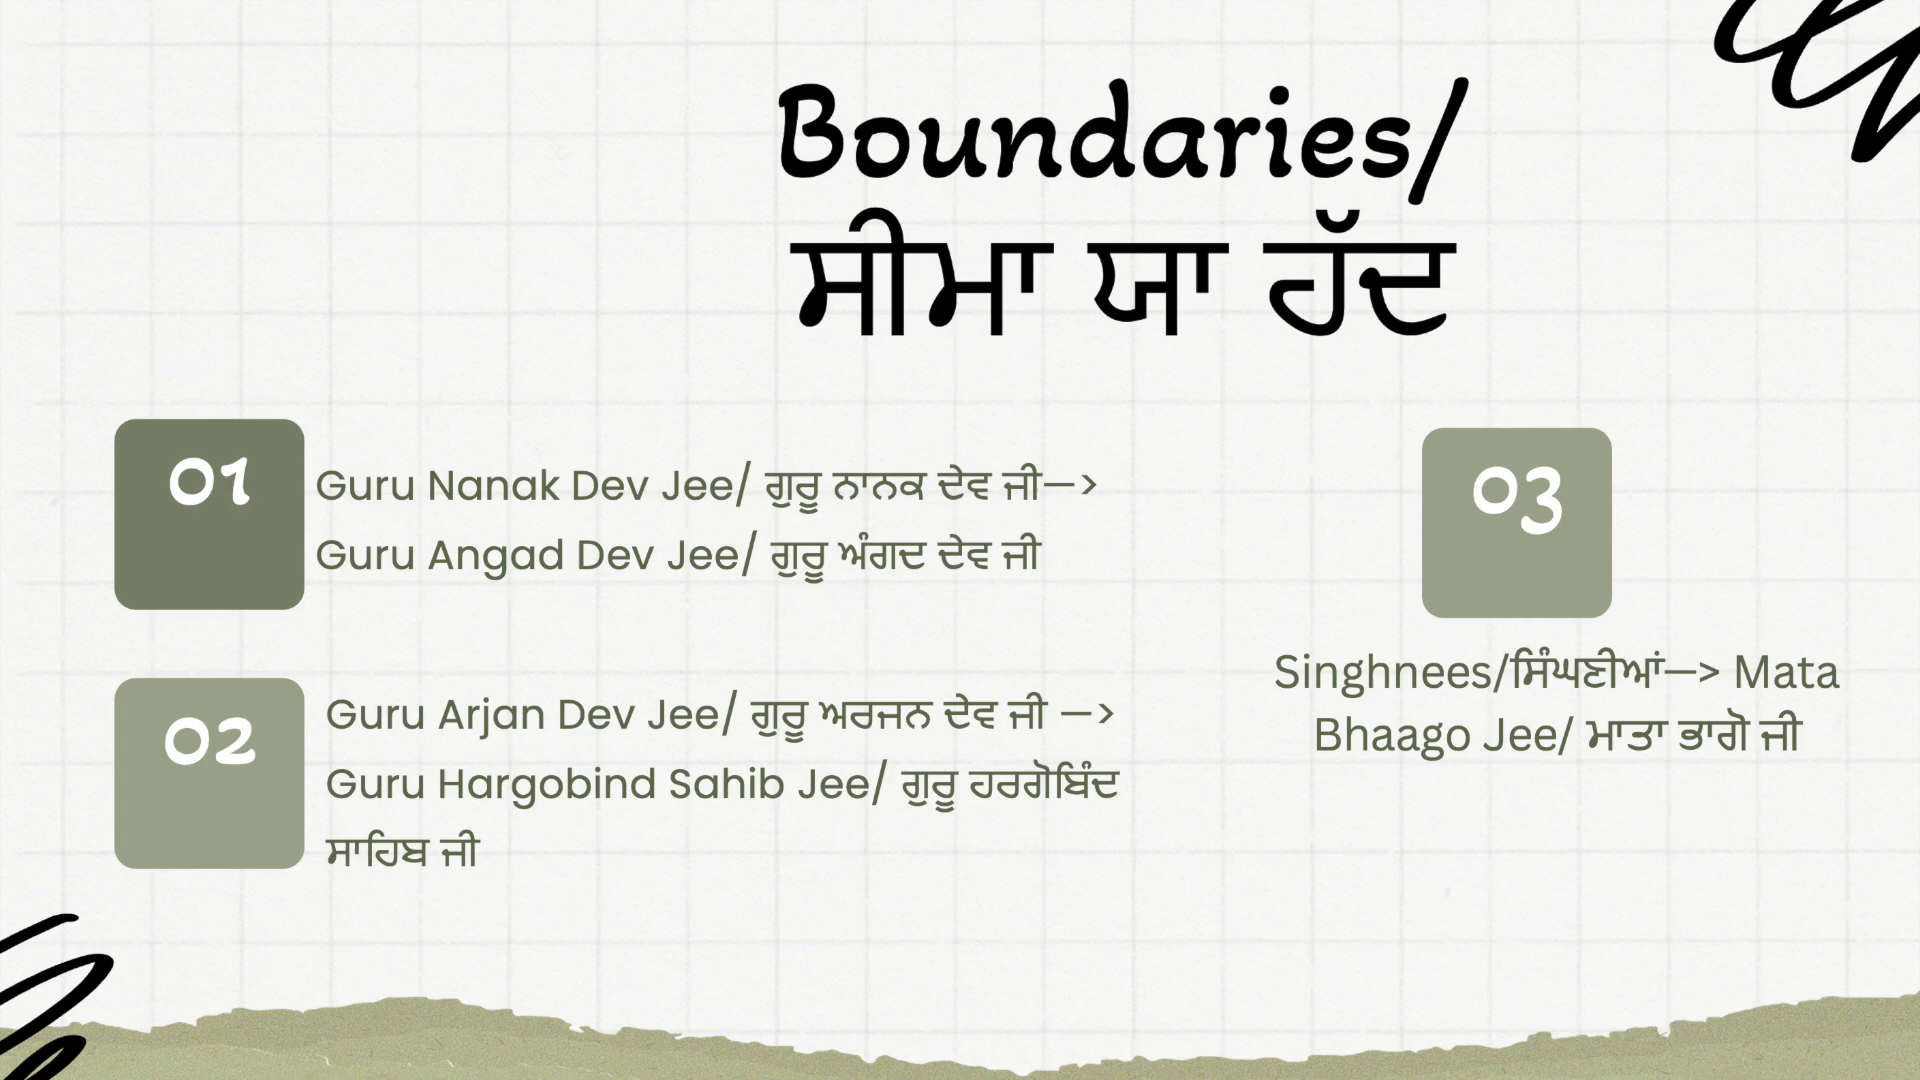 Boundaries/
ਸੀਮਾ ਯਾ ਹੱਦ
01
Guru Nanak Dev Jee/ ਗੁਰੂ ਨਾਨਕ ਦੇਵ ਜੀ—>
Guru Angad Dev Jee/ ਗੁਰੂ ਅੰਗਦ ਦੇਵ ਜੀ
02
Guru Arjan Dev Jee/ ਗੁਰੂ ਅਰਜਨ ਦੇਵ ਜੀ —>
Guru Hargobind Sahib Jee/ ਗੁਰੂ ਹਰਗੋਬਿੰਦ
ਸਾਹਿਬ ਜੀ
03
Singhnees/ਸਿੰਘਣੀਆਂ—> Mata
Bhaago Jee/ ਮਾਤਾ ਭਾਗੋ ਜੀ